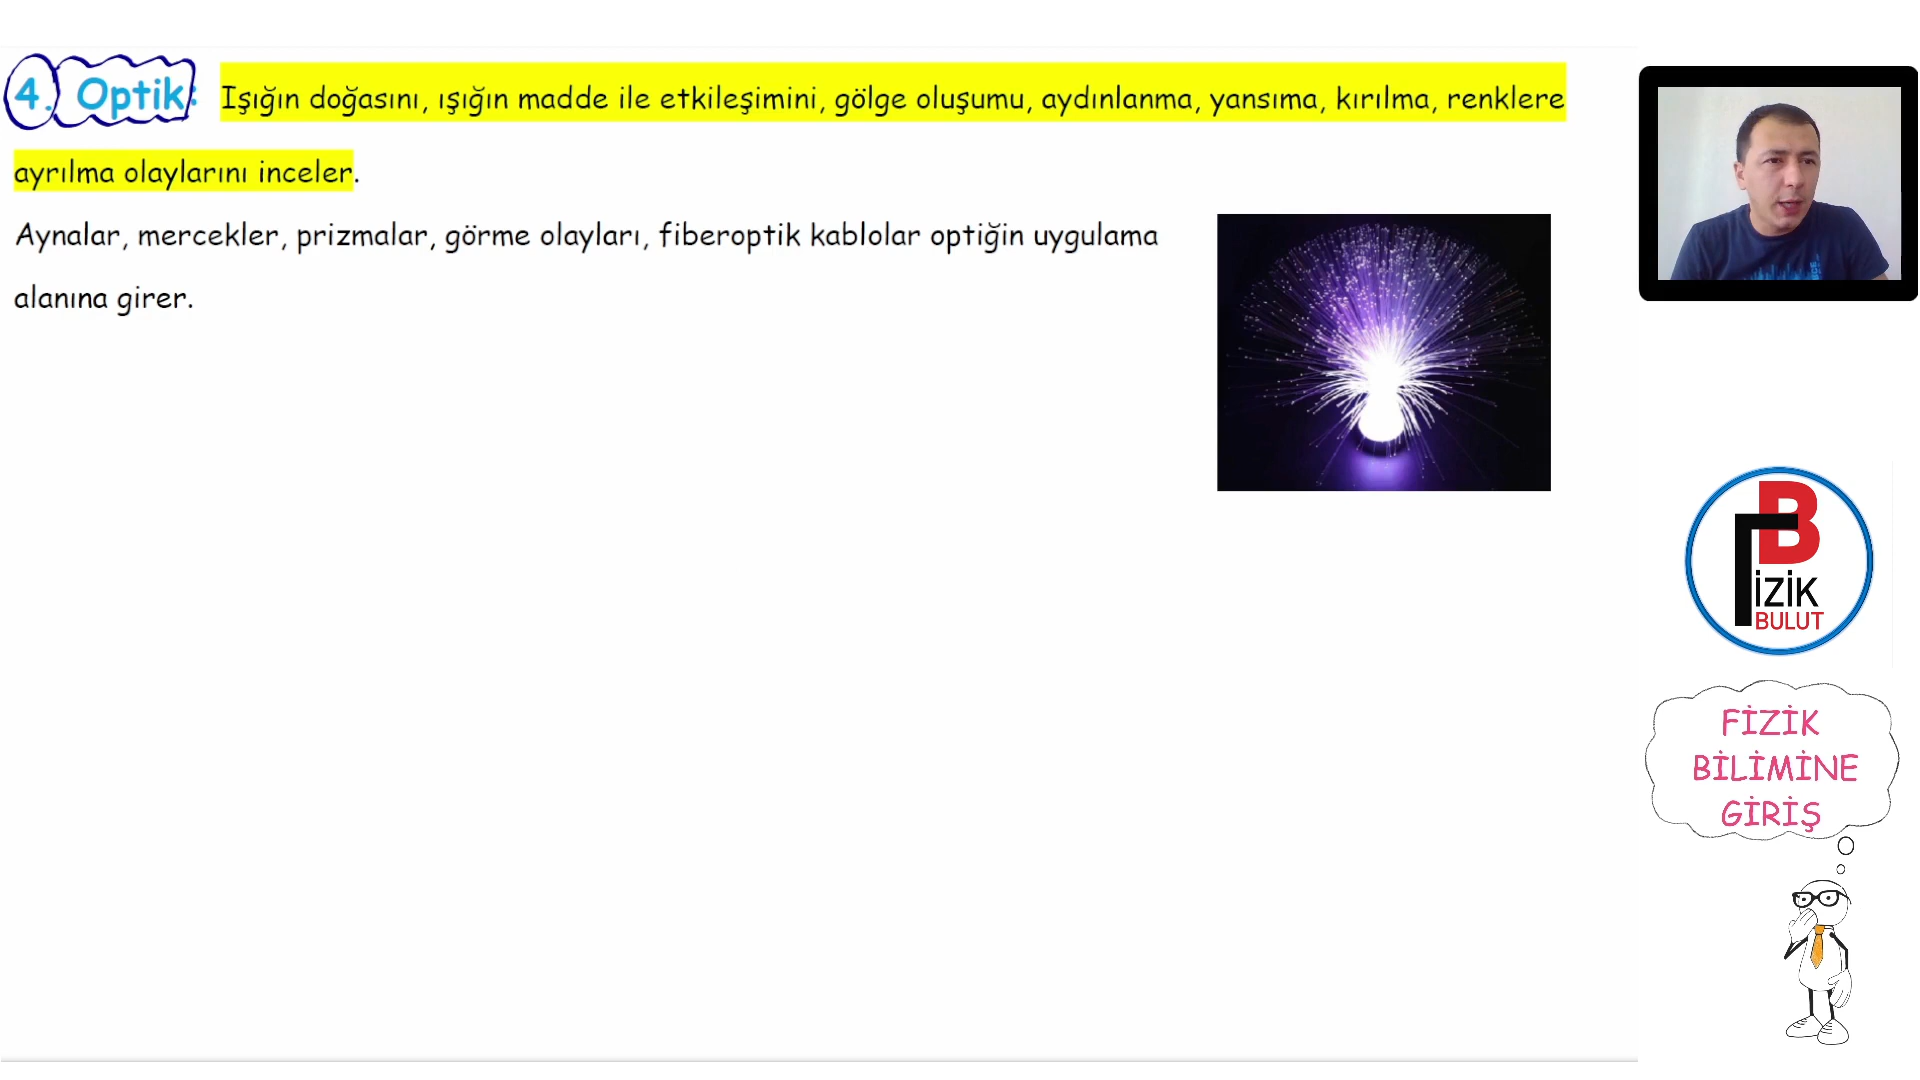 4. Optik: Işığın doğasını, ışığın madde ile etkileşimini, gölge oluşumu, aydınlanma, yansıma, kırılma, renklere
ayrılma olaylarını inceler.
Aynalar, mercekler, prizmalar, görme olayları, fiberoptik kablolar optiğin uygulama
alanına girer.
B
FİZİK
BULUT
FİZİK
BİLİMİNE
GİRİŞ